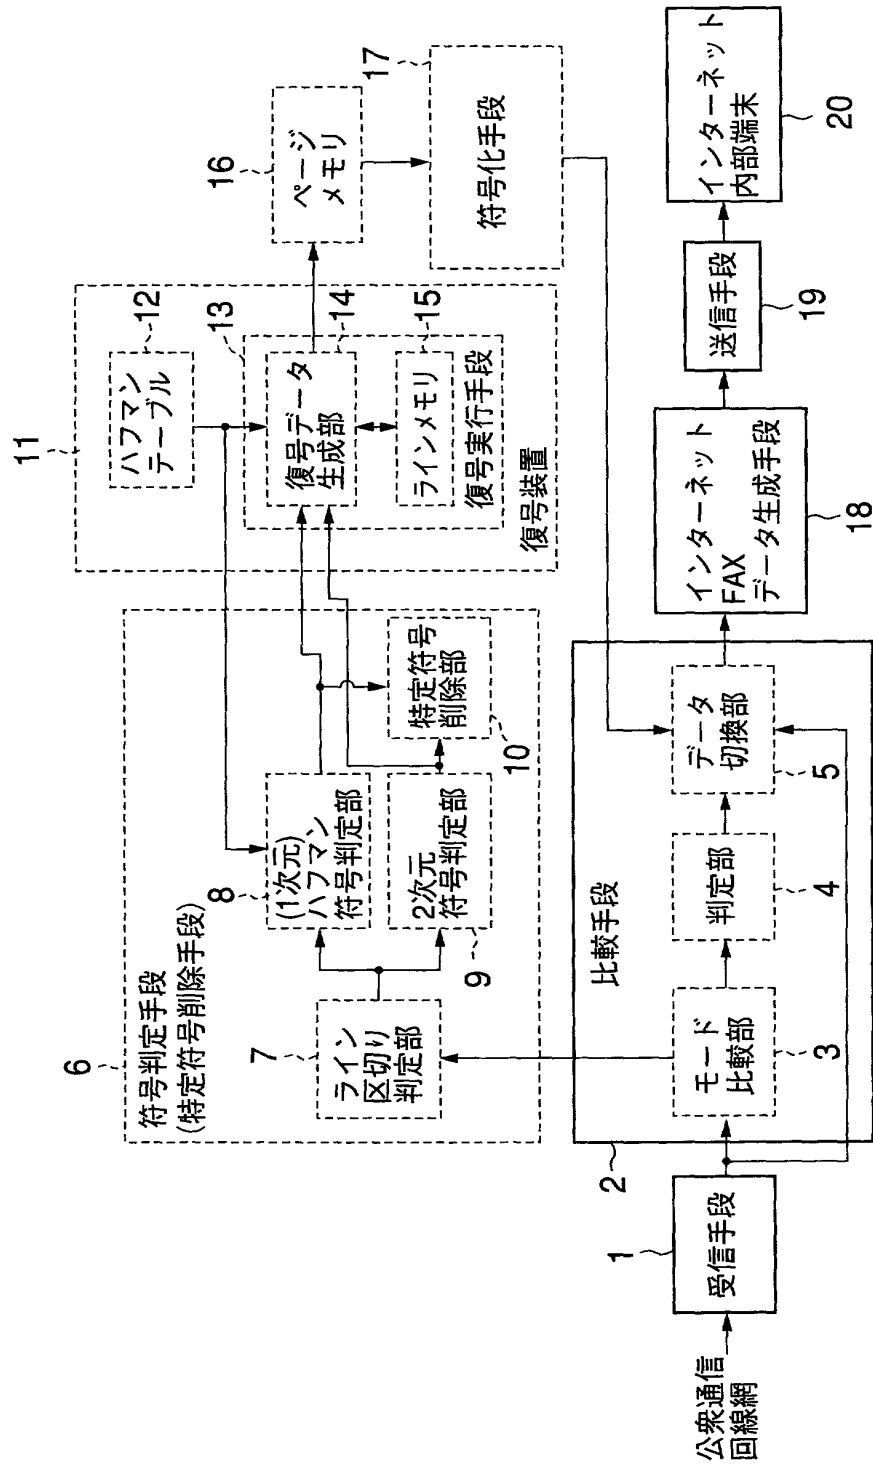 公衆通信
回線網
1
受信手段
2
比較手段
3
モード
比較部
4
判定部
5
データ
切換部
6
符号判定手段
(特定符号削除手段)
7
ライン
区切り
判定部
8
(1次元)
ハフマン
符号判定部
9
2次元
符号判定部
10
特定符号
削除部
11
復号装置
12
ハフマン
テーブル
13
復号実行手段
14
復号データ
生成部
15
ラインメモリ
16
ページ
メモリ
17
符号化手段
18
インターネット
FAX
データ生成手段
19
送信手段
20
インターネット
内部端末